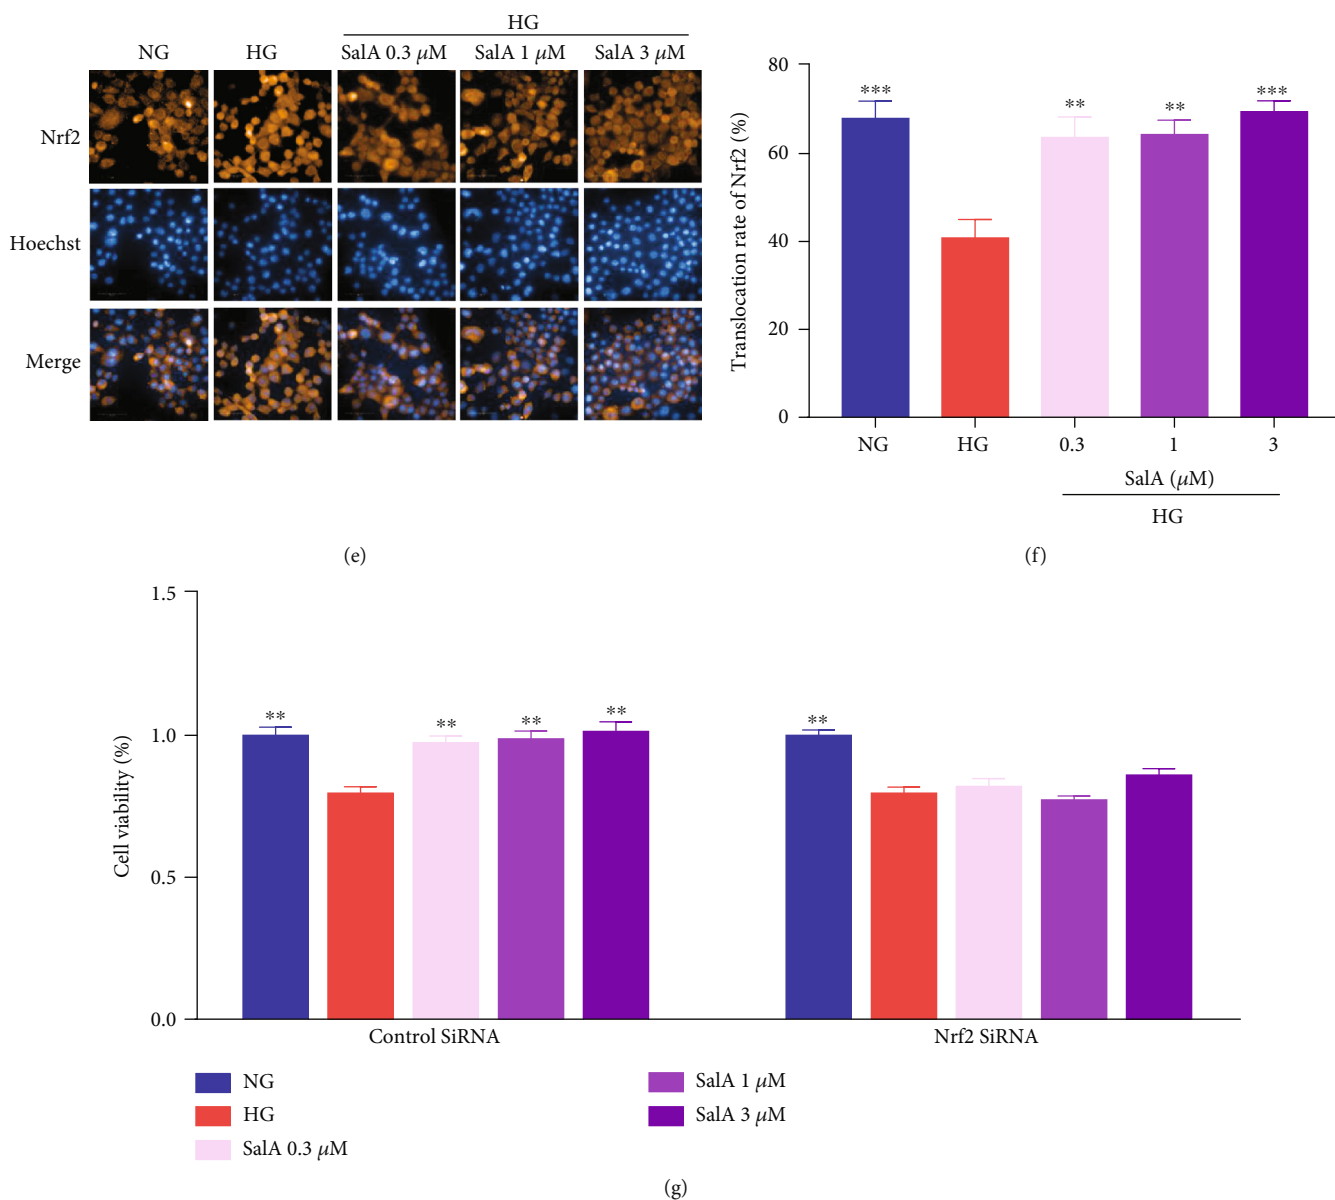 HG
NG HG SalA 0.3 μM SalA 1 μM SalA 3 μM
Nrf2
Hoechst
Merge
(e)
Translocation rate of Nrf2 (%)
80
60
40
20
0
*** ** ** ***
NG HG 0.3 1 3
SalA (μM)
HG
(f)
Cell viability (%)
1.5
1.0
0.5
0.0
** ** ** ** **
Control SiRNA Nrf2 SiRNA
NG
HG
SalA 0.3 μM
SalA 1 μM
SalA 3 μM
(g)